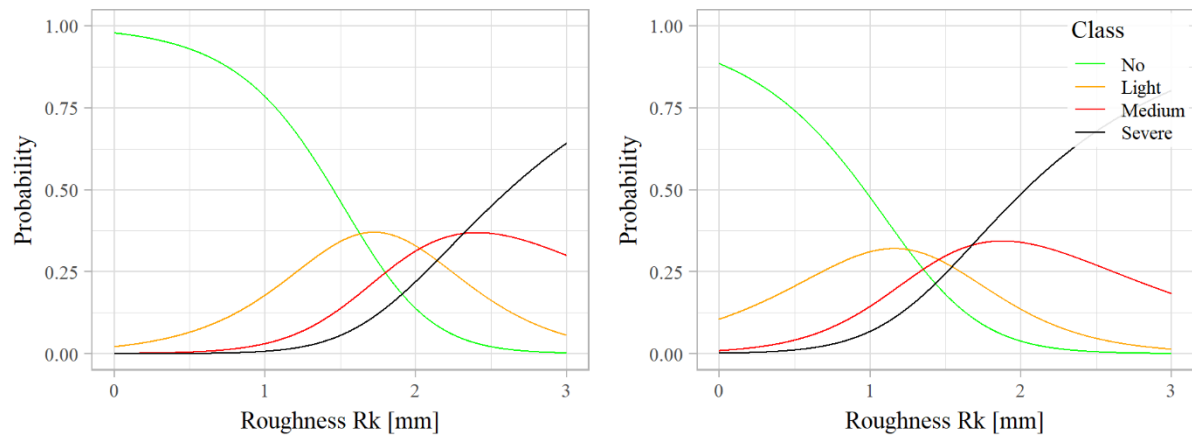 1.00
0.75
0.50
0.25
0.00
Probability
0
1
2
3
Roughness Rk [mm]
1.00
0.75
0.50
0.25
0.00
Probability
0
1
2
3
Roughness Rk [mm]
Class
No
Light
Medium
Severe